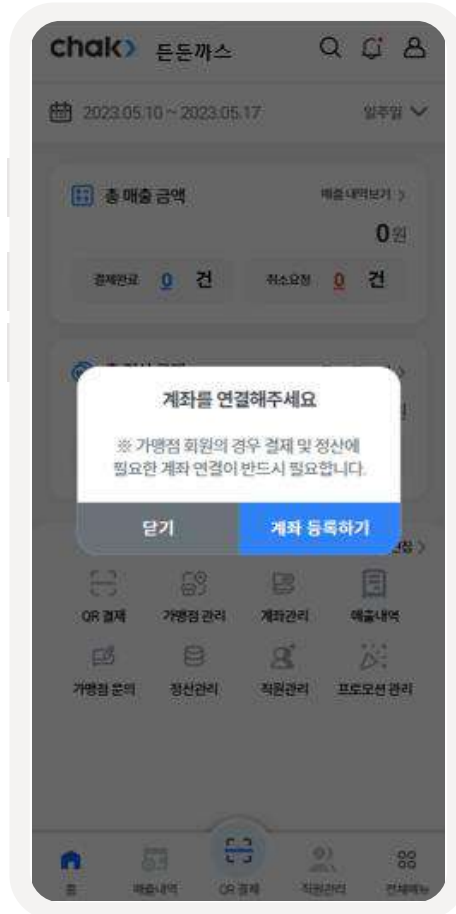 chak 든든까스
2023.05.10 ~ 2023.05.17 일주일
총 매출 금액 매출내역보기 >
0원
결제완료 0 건 취소요청 0 건
계좌를 연결해주세요
※ 가맹점 회원의 경우 결제 및 정산에
필요한 계좌 연결이 반드시 필요합니다.
닫기 계좌 등록하기
QR 결제 가맹점 관리 계좌관리 매출내역
가맹점 문의 정산관리 직원관리 프로모션 관리
홈 매출내역 QR 결제 직원관리 전체메뉴